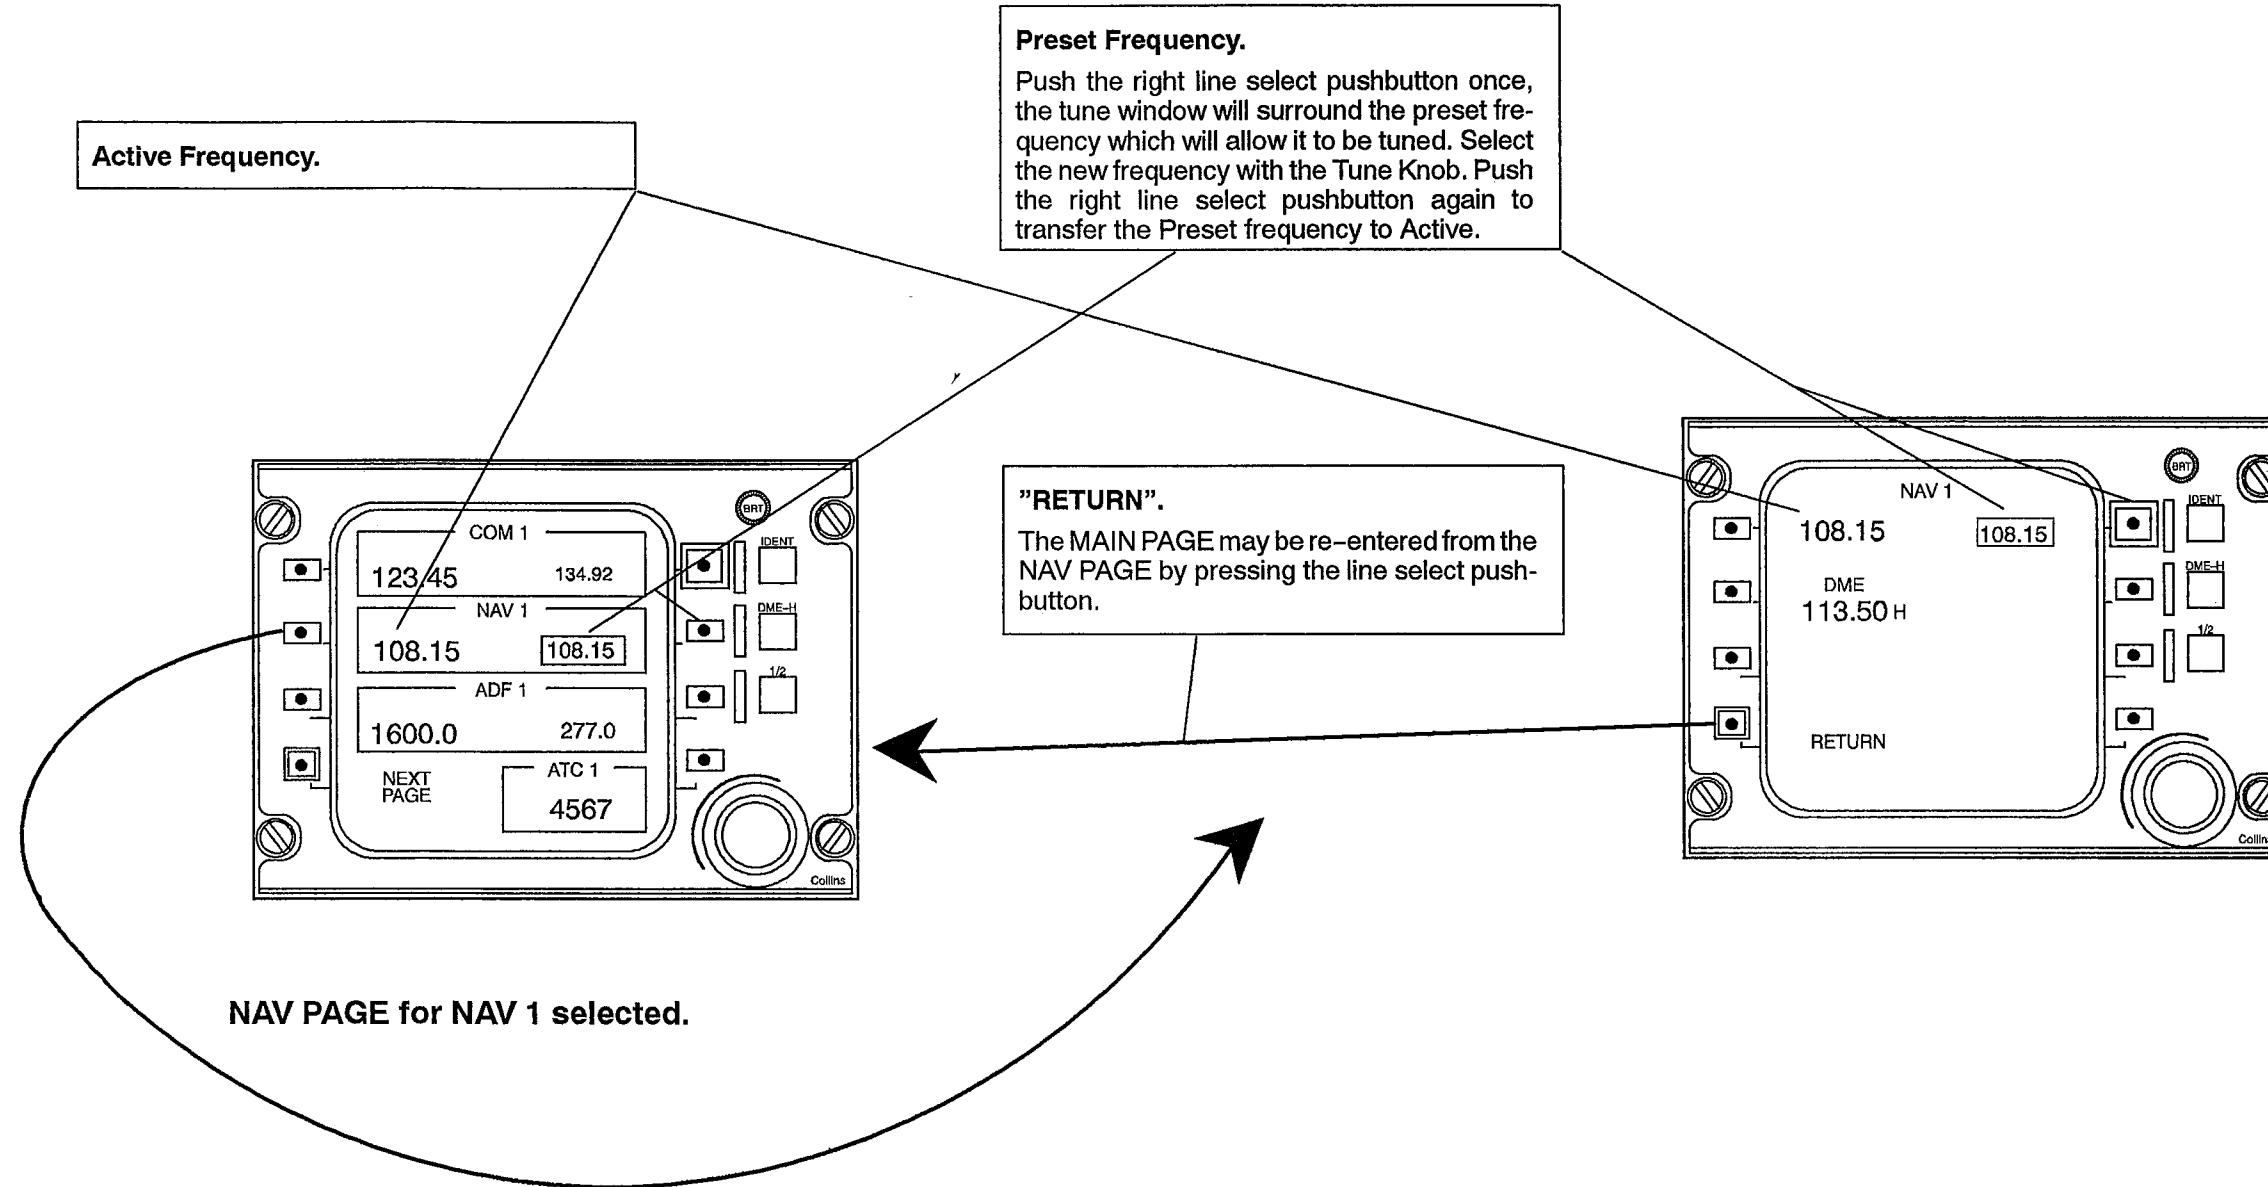 Preset Frequency.
Push the right line select pushbutton once,
the tune window will surround the preset fre-
quency which will allow it to be tuned. Select
the new frequency with the Tune Knob. Push
the right line select pushbutton again to
transfer the Preset frequency to Active.
Active Frequency.
"RETURN".
The MAIN PAGE may be re-entered from the
NAV PAGE by pressing the line select push-
button.
COM 1
123.45 134.92
NAV 1
108.15 108.15
ADF 1
1600.0 277.0
NEXT
PAGE
ATC 1
4567
BRT
IDENT
DME-H
1/2
Collins
NAV 1
108.15 108.15
DME
113.50 H
RETURN
BRT
IDENT
DME-H
1/2
NAV PAGE for NAV 1 selected.